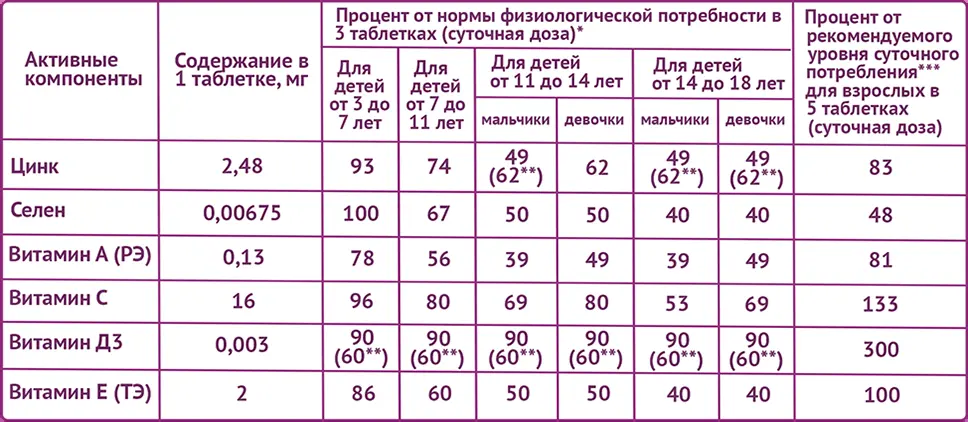 Активные компоненты
Содержание в 1 таблетке, мг
Процент от нормы физиологической потребности в 3 таблетках (суточная доза)*
Процент от рекомендуемого уровня суточного потребления*** для взрослых в 5 таблетках (суточная доза)
Для детей от 3 до 7 лет
Для детей от 7 до 11 лет
Для детей от 11 до 14 лет
Для детей от 14 до 18 лет
мальчики девочки мальчики девочки
Цинк 2,48 93 74 49 (62**) 62 49 (62**) 49 (62**) 83
Селен 0,00675 100 67 50 50 40 40 48
Витамин А (РЭ) 0,13 78 56 39 49 39 49 81
Витамин С 16 96 80 69 80 53 69 133
Витамин Д3 0,003 90 (60**) 90 (60**) 90 (60**) 90 (60**) 90 (60**) 90 (60**) 300
Витамин Е (ТЭ) 2 86 60 50 50 40 40 100